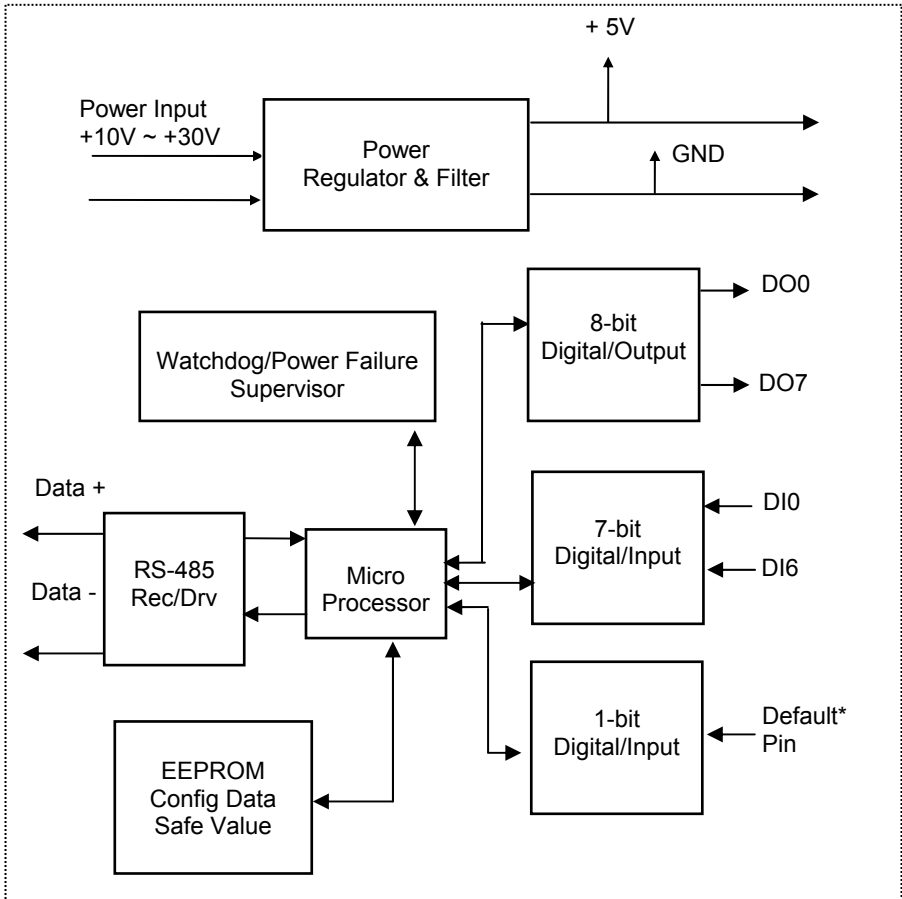 + 5V
Power Input
+10V ~ +30V
Power
Regulator & Filter
GND
DO0
8-bit
Digital/Output
DO7
Watchdog/Power Failure
Supervisor
Data +
DI0
7-bit
Digital/Input
DI6
RS-485
Rec/Drv
Data -
Micro
Processor
1-bit
Digital/Input
Default*
Pin
EEPROM
Config Data
Safe Value